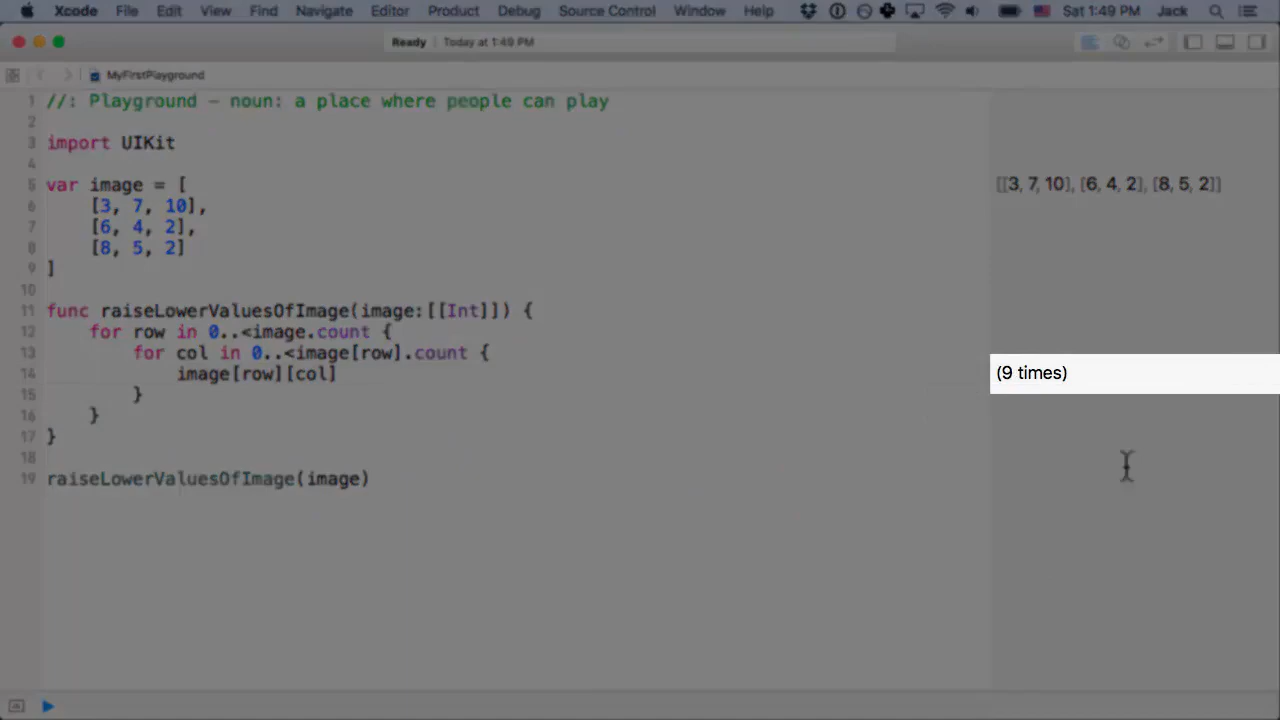 Xcode File Edit View Find Navigate Editor Product Debug Source Control Window Help Sat 1:49 PM Jack
Ready | Today at 1:49 PM
MyFirstPlayground
1 //: Playground – noun: a place where people can play
2
3 import UIKit
4
5 var image = [
[[3, 7, 10], [6, 4, 2], [8, 5, 2]]
6 [3, 7, 10],
7 [6, 4, 2],
8 [8, 5, 2]
9 ]
10
11 func raiseLowerValuesOfImage(image:[[Int]]) {
12 for row in 0..<image.count {
13 for col in 0..<image[row].count {
14 image[row][col]
(9 times)
15 }
16 }
17 }
18
19 raiseLowerValuesOfImage(image)